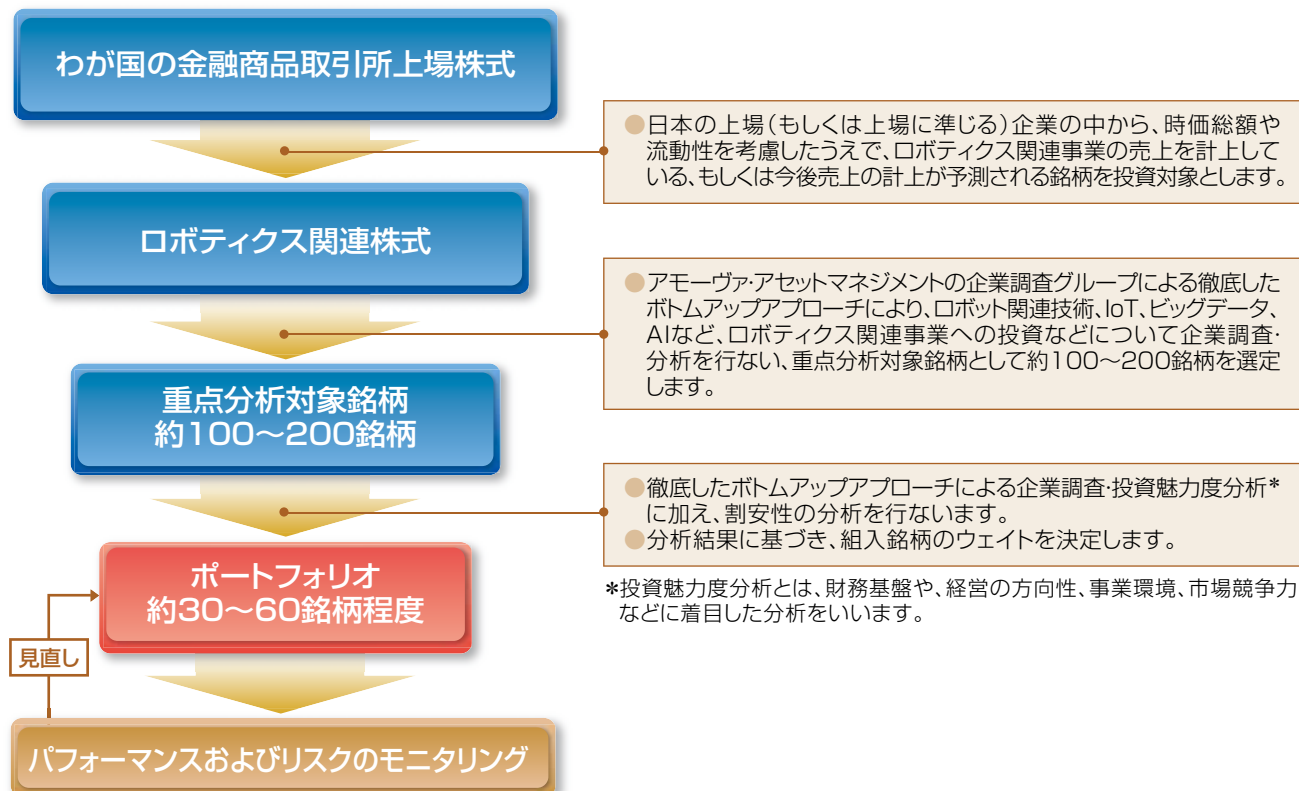 わが国の金融商品取引所上場株式
●日本の上場(もしくは上場に準じる)企業の中から、時価総額や
流動性を考慮したうえで、ロボティクス関連事業の売上を計上して
いる、もしくは今後売上の計上が予測される銘柄を投資対象とします。
ロボティクス関連株式
●アモーヴァ・アセットマネジメントの企業調査グループによる徹底した
ボトムアップアプローチにより、ロボット関連技術、IoT、ビッグデータ、
AIなど、ロボティクス関連事業への投資などについて企業調査・
分析を行ない、重点分析対象銘柄として約100～200銘柄を選定
します。
重点分析対象銘柄
約100～200銘柄
●徹底したボトムアップアプローチによる企業調査・投資魅力度分析*
に加え、割安性の分析を行ないます。
●分析結果に基づき、組入銘柄のウェイトを決定します。
*投資魅力度分析とは、財務基盤や、経営の方向性、事業環境、市場競争力
などに着目した分析をいいます。
ポートフォリオ
約30～60銘柄程度
見直し
パフォーマンスおよびリスクのモニタリング